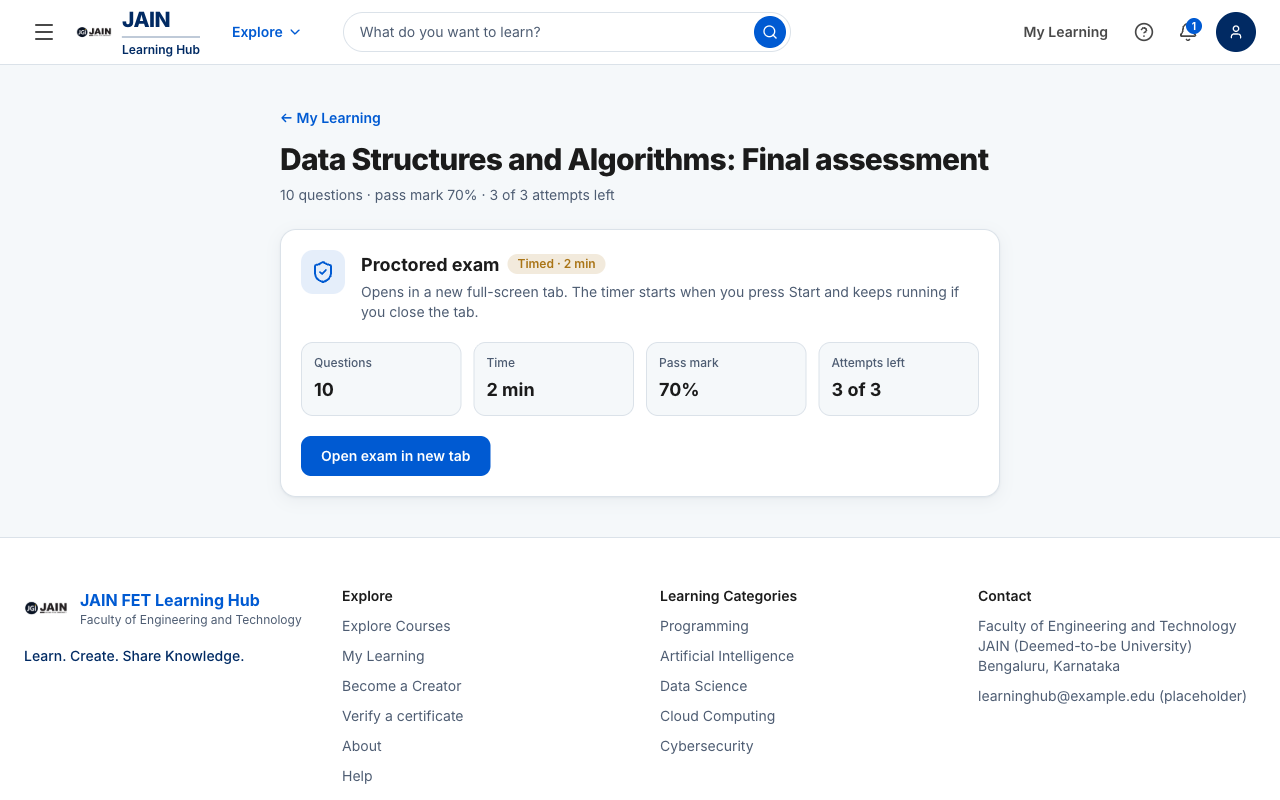 JGI JAIN
JAIN
Learning Hub
Explore
What do you want to learn?
My Learning
1
← My Learning
Data Structures and Algorithms: Final assessment
10 questions · pass mark 70% · 3 of 3 attempts left
Proctored exam
Timed · 2 min
Opens in a new full-screen tab. The timer starts when you press Start and keeps running if
you close the tab.
Questions
10
Time
2 min
Pass mark
70%
Attempts left
3 of 3
Open exam in new tab
JGI JAIN
JAIN FET Learning Hub
Faculty of Engineering and Technology
Learn. Create. Share Knowledge.
Explore
Explore Courses
My Learning
Become a Creator
Verify a certificate
About
Help
Learning Categories
Programming
Artificial Intelligence
Data Science
Cloud Computing
Cybersecurity
Contact
Faculty of Engineering and Technology
JAIN (Deemed-to-be University)
Bengaluru, Karnataka
learninghub@example.edu (placeholder)